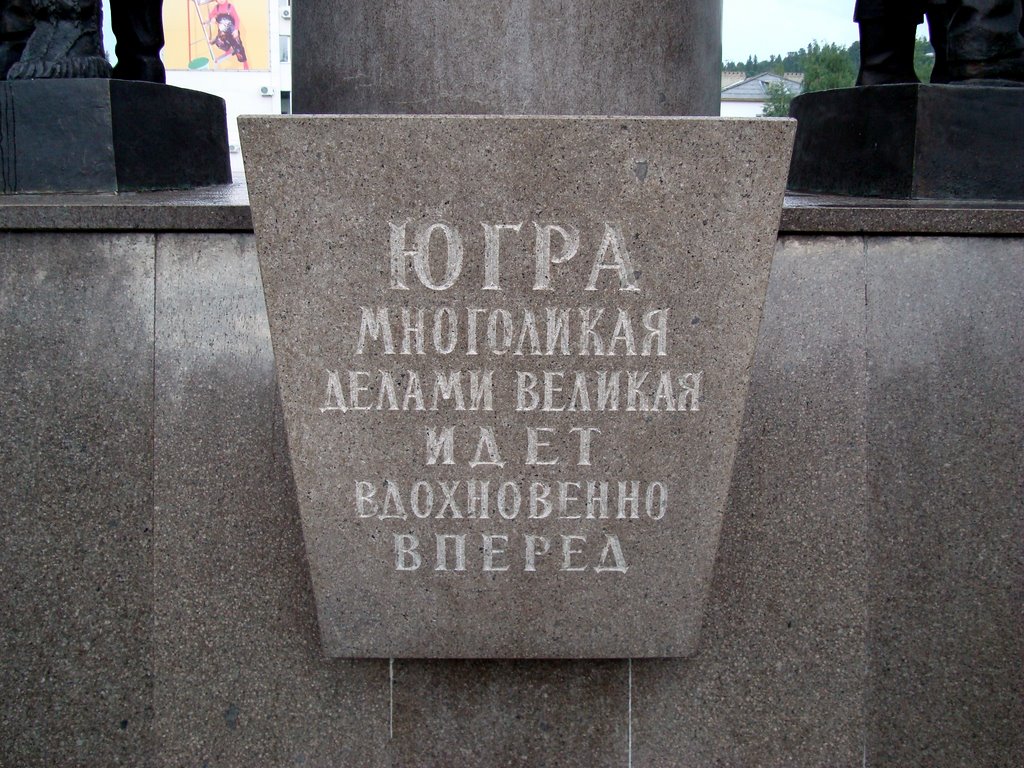 ЮГРА
МНОГОЛИКАЯ
ДЕЛАМИ ВЕЛИКАЯ
ИДЕТ
ВДОХНОВЕННО
ВПЕРЕД